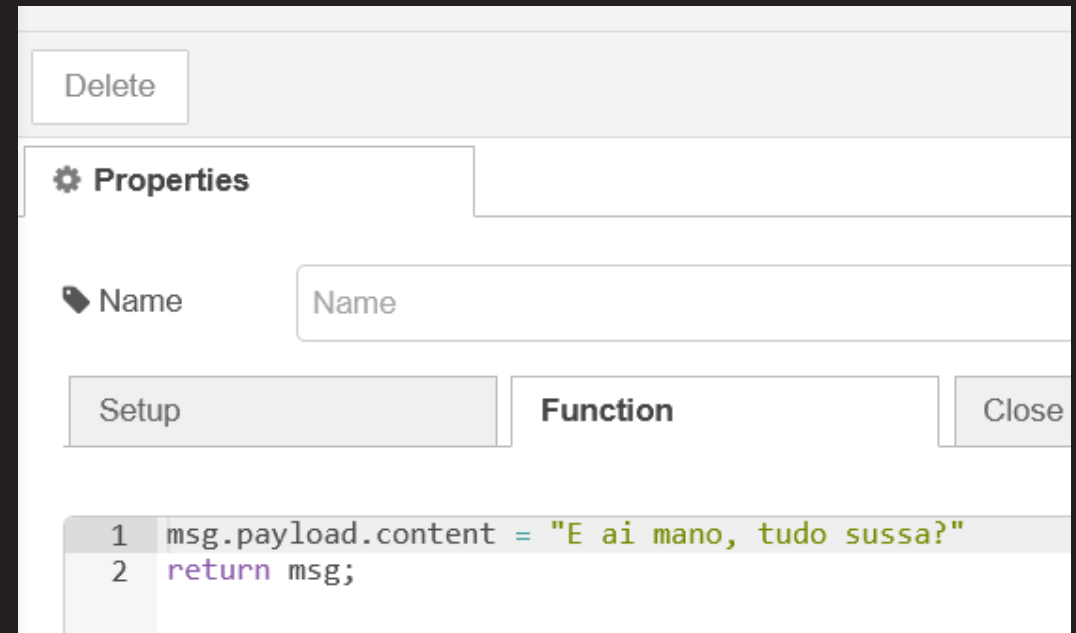 Delete
Properties
Name Name
Setup Function Close
1 msg.payload.content = "E ai mano, tudo sussa?"
2 return msg;